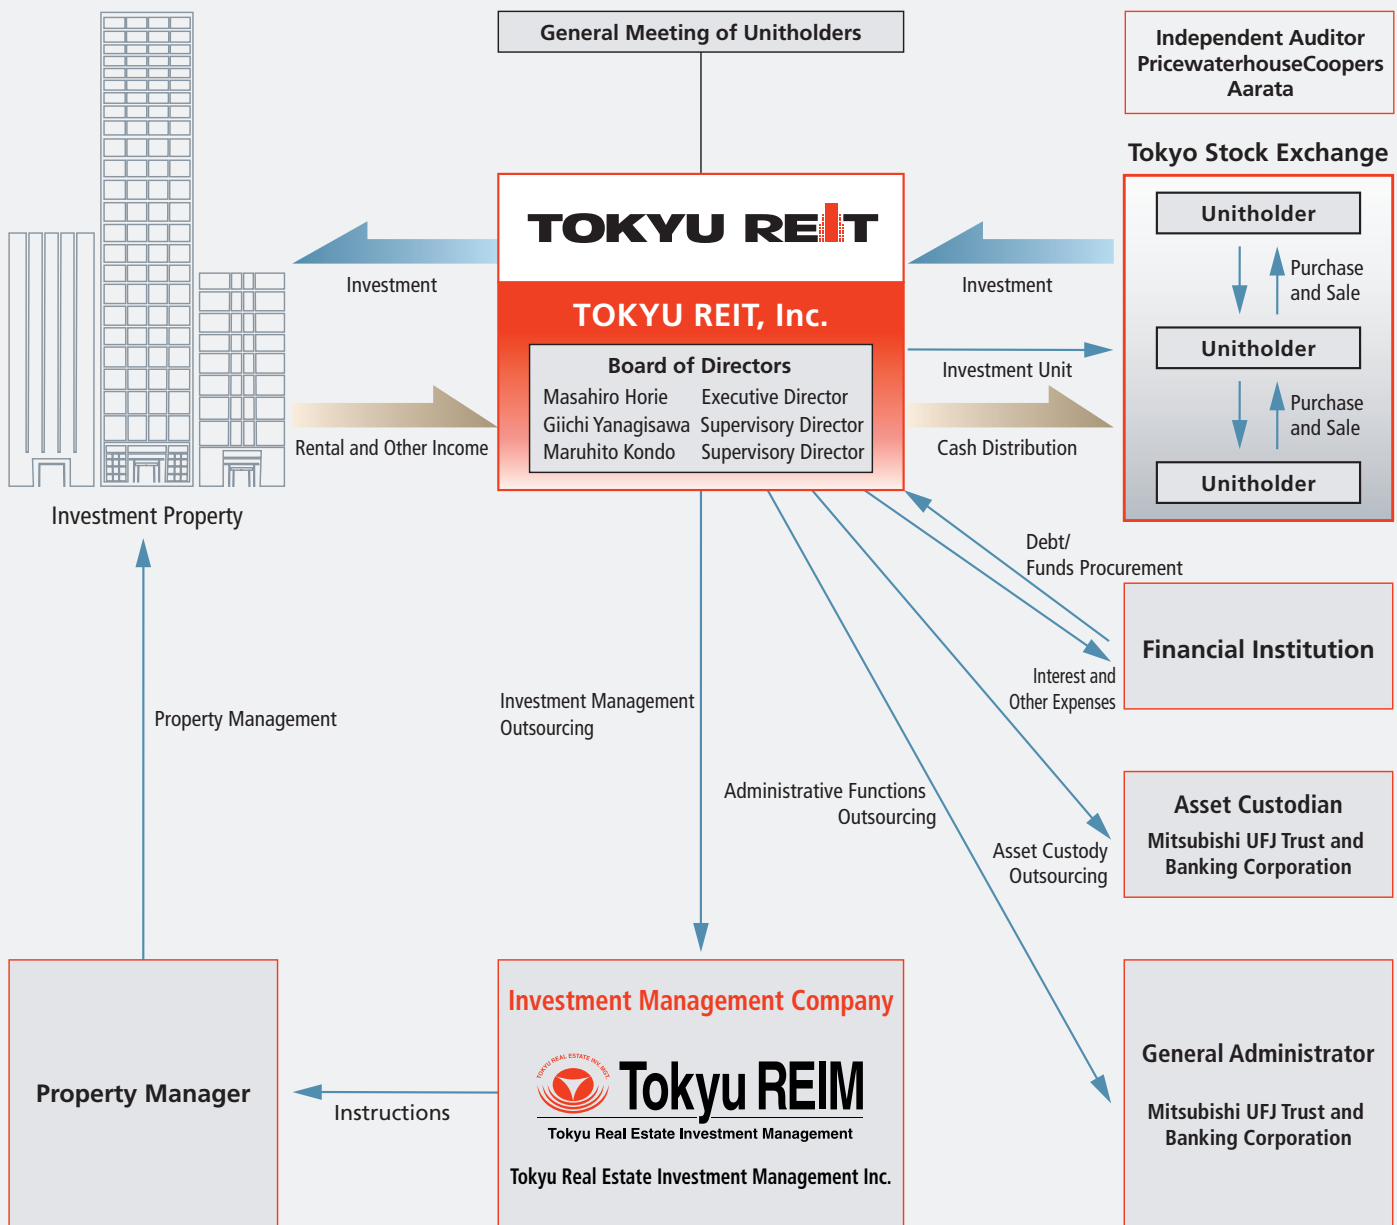 General Meeting of Unitholders
Independent Auditor
PricewaterhouseCoopers
Aarata
Tokyo Stock Exchange
TOKYU REIT
Investment
Investment
Unitholder
Purchase
and Sale
Unitholder
Purchase
and Sale
Unitholder
TOKYU REIT, Inc.
Board of Directors
Masahiro Horie Executive Director
Giichi Yanagisawa Supervisory Director
Maruhito Kondo Supervisory Director
Investment Unit
Rental and Other Income
Cash Distribution
Investment Property
Debt/
Funds Procurement
Financial Institution
Interest and
Other Expenses
Property Management
Investment Management
Outsourcing
Administrative Functions
Outsourcing
Asset Custody
Outsourcing
Asset Custodian
Mitsubishi UFJ Trust and
Banking Corporation
Property Manager
Instructions
Investment Management Company
TOKYU REAL ESTATE INV. MGT.
Tokyu REIM
Tokyu Real Estate Investment Management
Tokyu Real Estate Investment Management Inc.
General Administrator
Mitsubishi UFJ Trust and
Banking Corporation